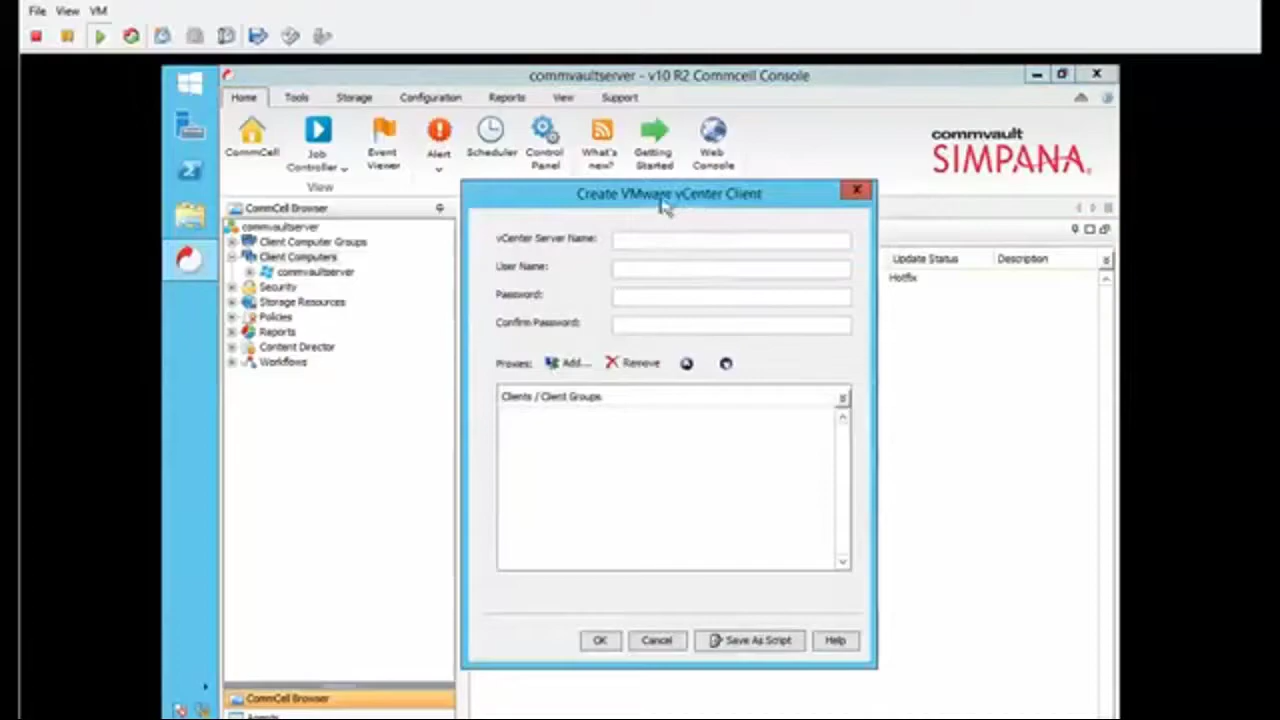 File View VM
commvaultserver - v10 R2 Commcell Console
Home Tools Storage Configuration Reports View Support
CommCell Job Controller Event Viewer Alert Scheduler Control Panel What's new? Getting Started Web Console
View
commvault
SIMPANA
CommCell Browser
commvaultserver
Client Computer Groups
Client Computers
commvaultserver
Security
Storage Resources
Policies
Reports
Content Director
Workflows
CommCell Browser
Agents
Create VMware vCenter Client
vCenter Server Name:
User Name:
Password:
Confirm Password:
Proxies: Add... Remove
Clients / Client Groups
OK Cancel Save As Script Help
Update Status Description
Hotfix